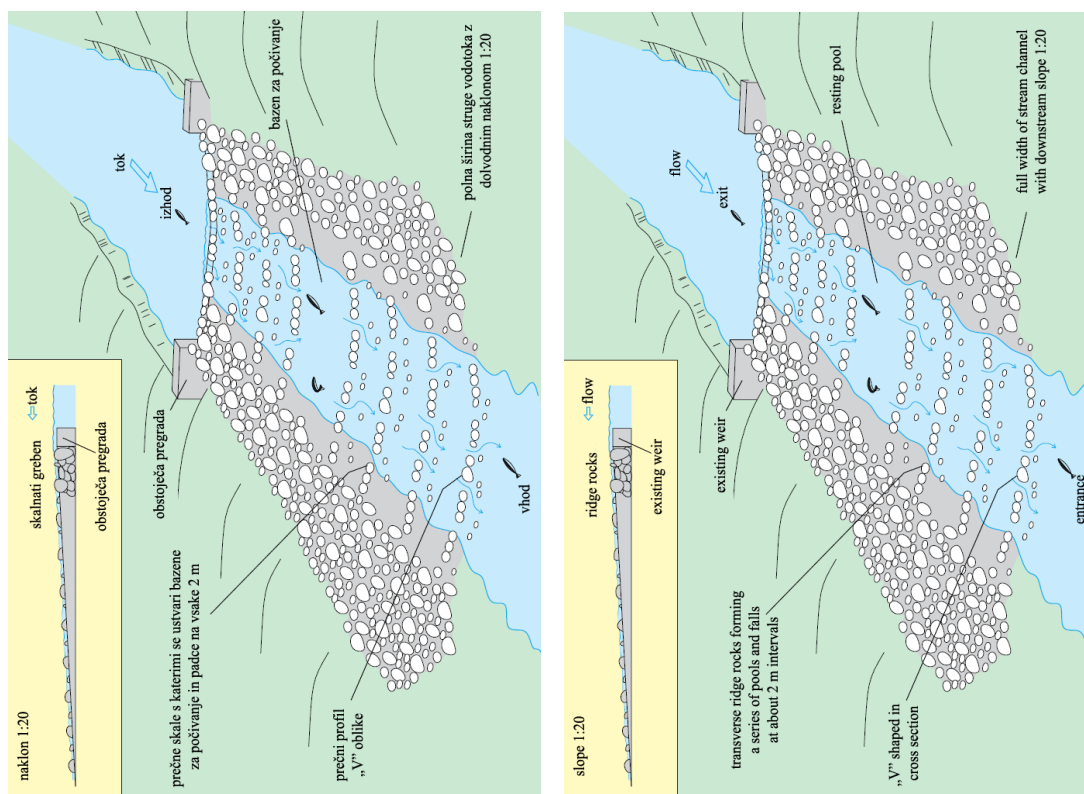 naklon 1:20
skalnati greben
tok
obstoječa pregrada
tok
izhod
bazen za počivanje
polna širina struge vodotoka z
dolvodnim naklonom 1:20
obstoječa pregrada
prečne skale s katerimi se ustvari bazene
za počivanje in padce na vsake 2 m
prečni profil
„V” oblike
vhod
slope 1:20
ridge rocks
flow
existing weir
flow
exit
resting pool
full width of stream channel
with downstream slope 1:20
existing weir
transverse ridge rocks forming
a series of pools and falls
at about 2 m intervals
„V” shaped in
cross section
entrance